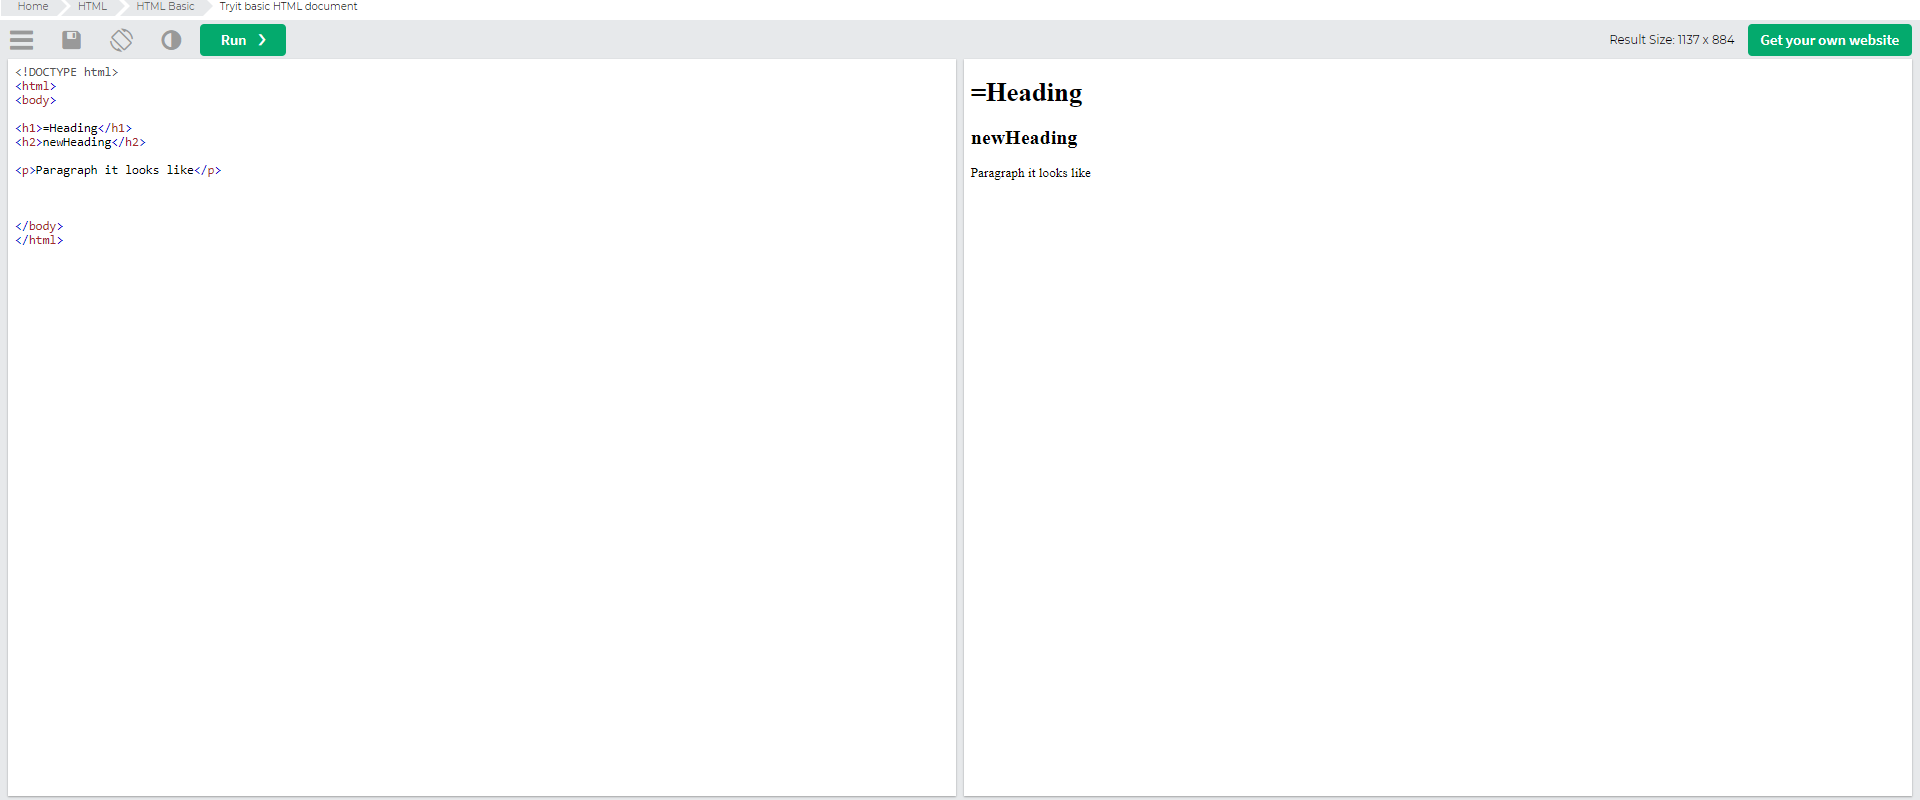 Home HTML HTML Basic Tryit basic HTML document
Run ❯ Result Size: 1137 x 884 Get your own website
<!DOCTYPE html>
<html>
<body>
<h1>=Heading</h1>
<h2>newHeading</h2>
<p>Paragraph it looks like</p>
</body>
</html>
=Heading
newHeading
Paragraph it looks like